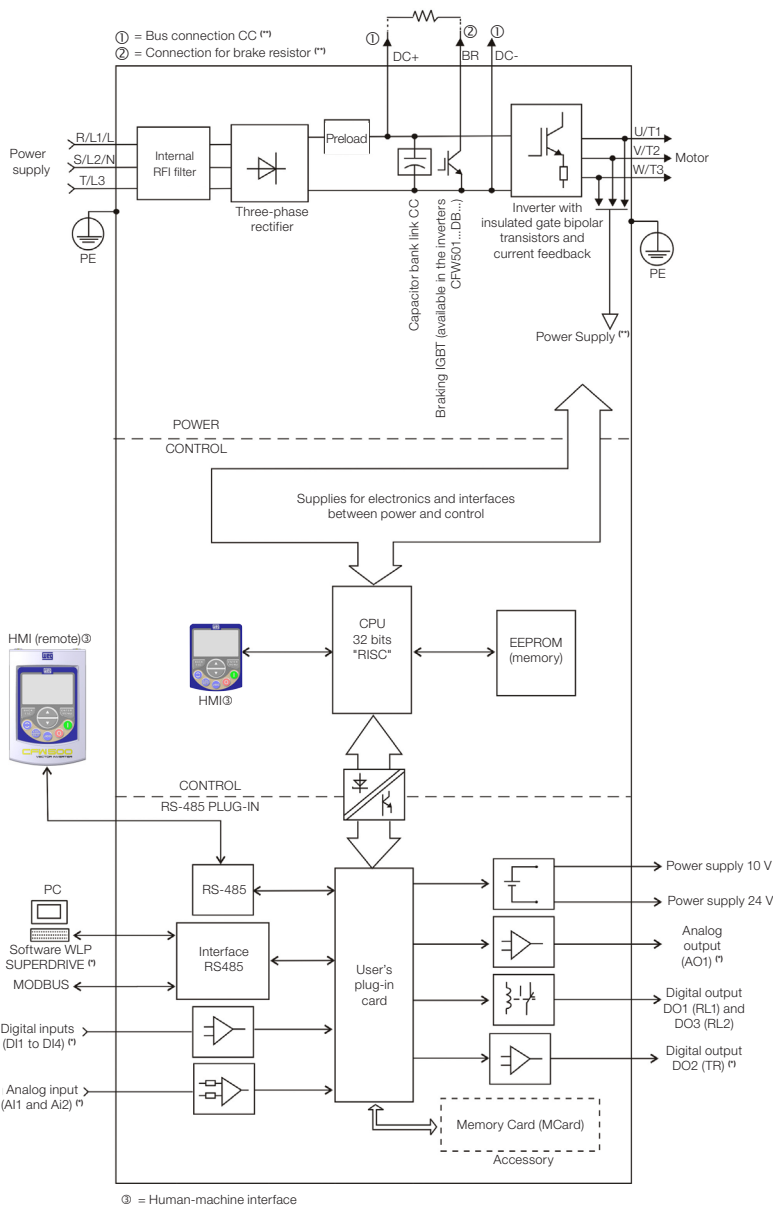 ① = Bus connection CC (**)
② = Connection for brake resistor (**)
① ② ①
DC+ BR DC-
R/L1/L
S/L2/N
T/L3
Power
supply
Internal
RFI filter
Preload
U/T1
V/T2
W/T3
Motor
PE
Three-phase
rectifier
Capacitor bank link CC
Braking IGBT (available in the inverters
CFW501...DB...)
Inverter with
insulated gate bipolar
transistors and
current feedback
PE
Power Supply (**)
POWER
CONTROL
Supplies for electronics and interfaces
between power and control
CPU
32 bits
"RISC"
EEPROM
(memory)
HMI (remote)③
HMI③
CFW500
VECTOR INVERTER
CONTROL
RS-485 PLUG-IN
RS-485
PC
Software WLP
SUPERDRIVE (*)
MODBUS
Interface
RS485
User's
plug-in
card
Power supply 10 V
Power supply 24 V
Analog
output
(AO1) (*)
Digital output
DO1 (RL1) and
DO3 (RL2)
Digital output
DO2 (TR) (*)
Digital inputs
(DI1 to DI4) (*)
Analog input
(AI1 and Ai2) (*)
Memory Card (MCard)
Accessory
③ = Human-machine interface